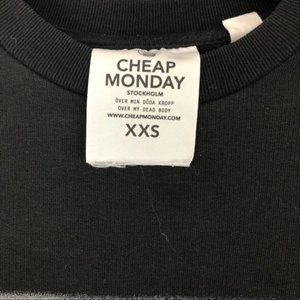 CHEAP
MONDAY
STOCKHOLM
ÖVER MIN DÖDA KROPP
OVER MY DEAD BODY
WWW.CHEAPMONDAY.COM
XXS